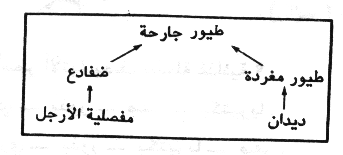 طيور جارحة
ضفادع
طيور مغردة
مفصلية الأرجل
ديدان